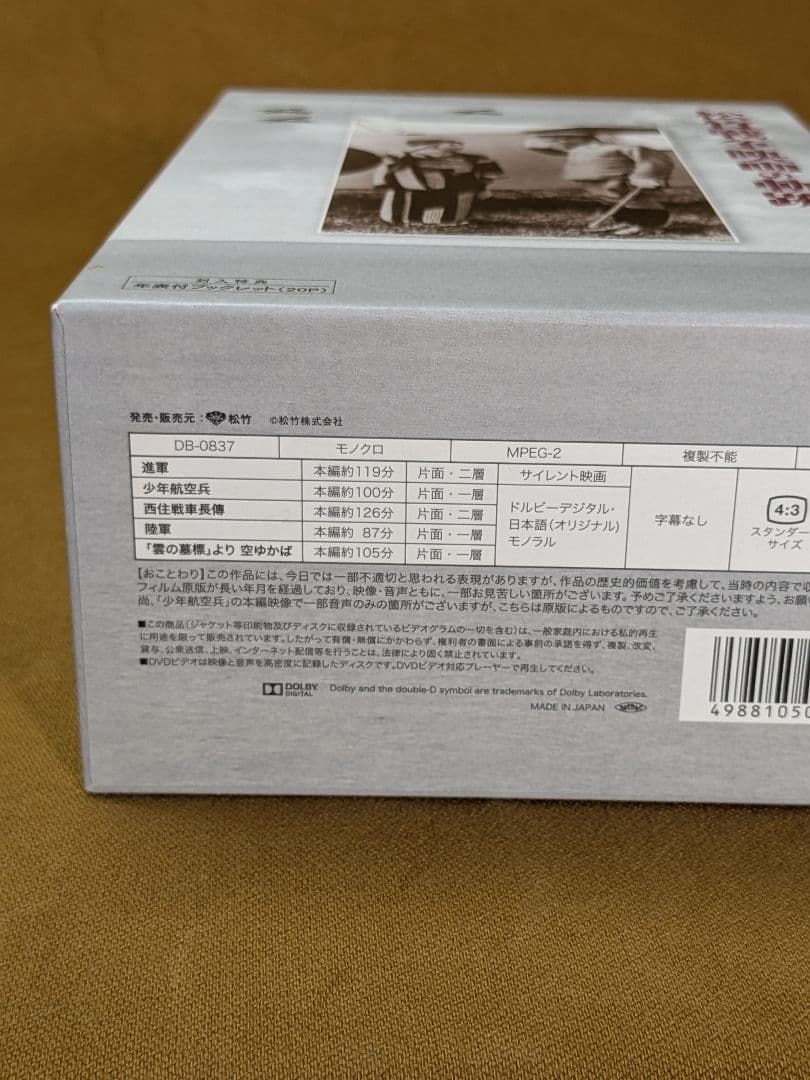 封入特典
年表付ブックレット(20P)
発売・販売元: 松竹 ©松竹株式会社
DB-0837 モノクロ MPEG-2 複製不能
進軍 本編約119分 片面・二層 サイレント映画
少年航空兵 本編約100分 片面・一層
西住戦車長傳 本編約126分 片面・二層
陸軍 本編約 87分 片面・一層
「雲の墓標」より 空ゆかば 本編約105分 片面・一層
ドルビーデジタル・
日本語(オリジナル)
モノラル
字幕なし
4:3
スタンダー
サイズ
【おことわり】この作品には、今日では一部不適切と思われる表現がありますが、作品の歴史的価値を考慮して、当時の内容で収
フィルム原版が長い年月を経過しており、映像・音声ともに、一部お見苦しい箇所がございます。予めご了承くださいますよう、お願い
尚、「少年航空兵」の本編映像で一部音声のみの箇所がございますが、こちらは原版によるものですので、ご了承ください。
■この商品(ジャケット等印刷物及びディスクに収録されているビデオグラムの一切を含む)は、一般家庭内における私的再生
に用途を限って販売されています。したがって有償・無償にかかわらず、権利者の書面による事前の承諾を得ず、複製、改変、
貸与、公衆送信、上映、インターネット配信等を行うことは、法律により固く禁止されています。
■DVDビデオは映像と音声を高密度に記録したディスクです。DVDビデオ対応プレーヤーで再生してください。
DOLBY
DIGITAL
Dolby and the double-D symbol are trademarks of Dolby Laboratories.
MADE IN JAPAN
49881050